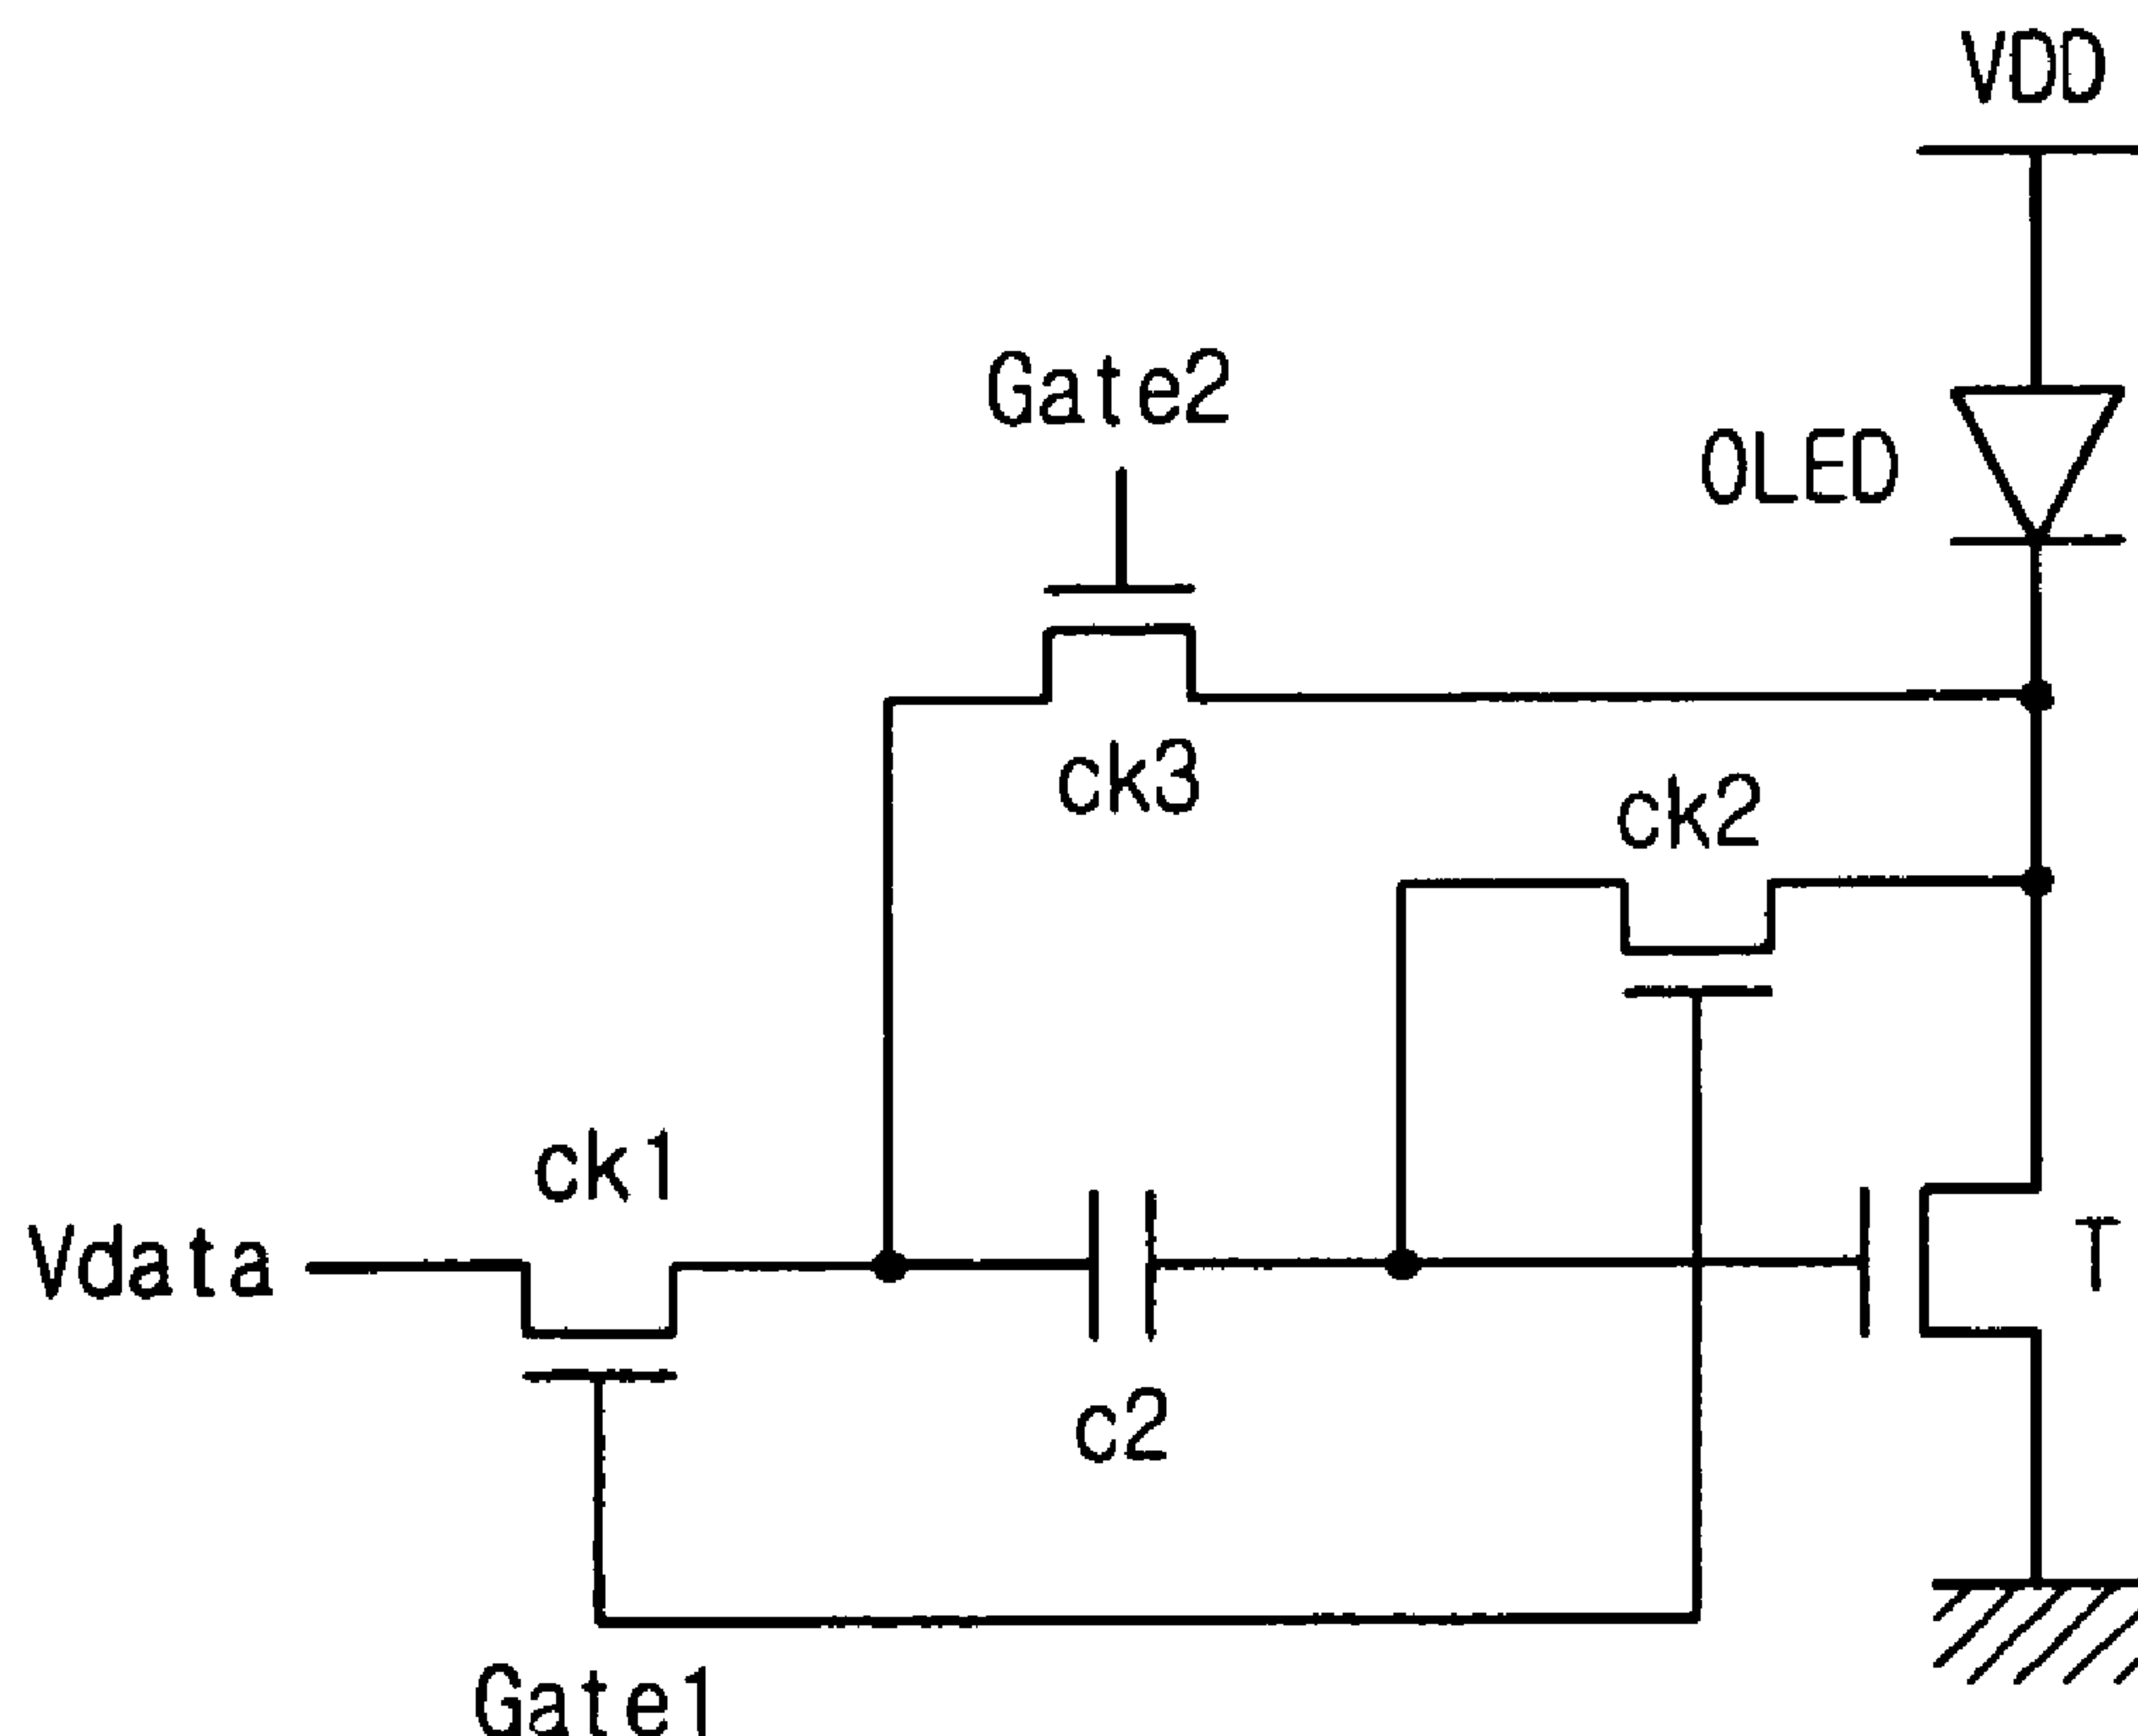 VDD
Gate2
OLED
ck3
ck2
ck1
Vdata
T
c2
Gate1